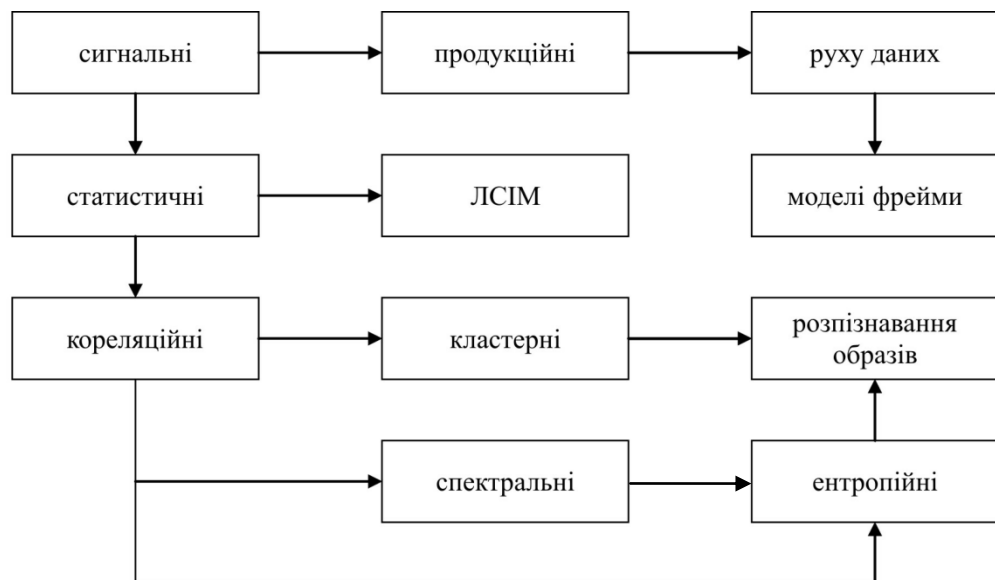 сигнальні
продукційні
руху даних
статистичні
ЛСІМ
моделі фрейми
кореляційні
кластерні
розпізнавання
образів
спектральні
ентропійні